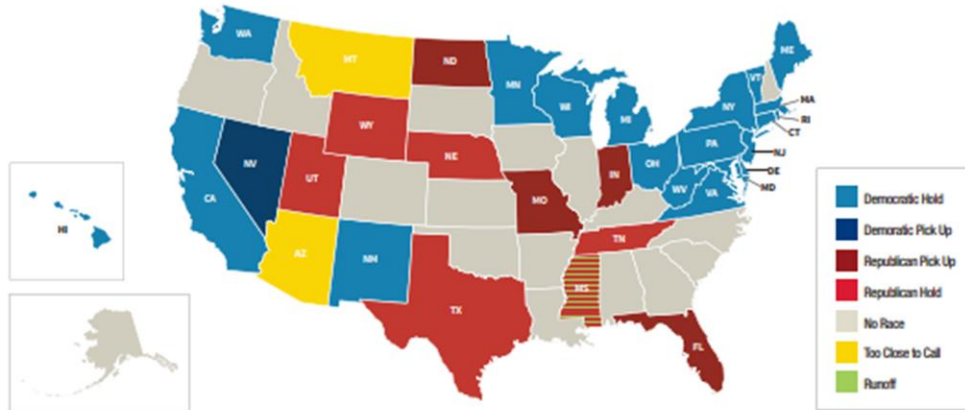 WA
MT
ND
MN
ME
VT
WI
MI
NY
MA
RI
CT
WY
NE
PA
NJ
OH
DE
MD
NV
UT
IN
WV
VA
CA
MO
TN
AZ
NM
MS
TX
FL
HI
Democratic Hold
Demoratic Pick Up
Republican Pick Up
Republican Hold
No Race
Too Close to Call
Runoff